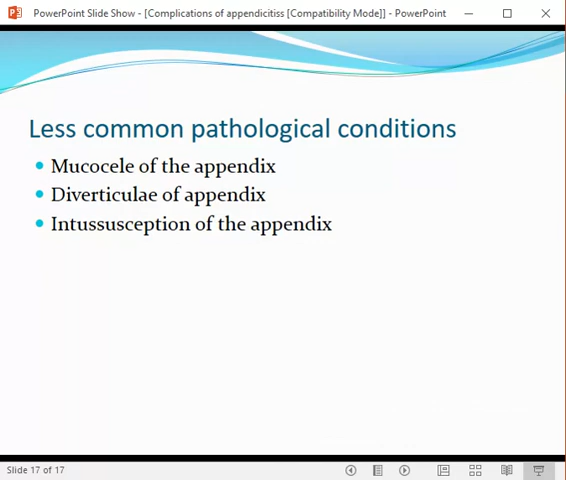 PowerPoint Slide Show - [Complications of appendicitiss [Compatibility Mode]] - PowerPoint
Less common pathological conditions
Mucocele of the appendix
Diverticulae of appendix
Intussusception of the appendix
Slide 17 of 17